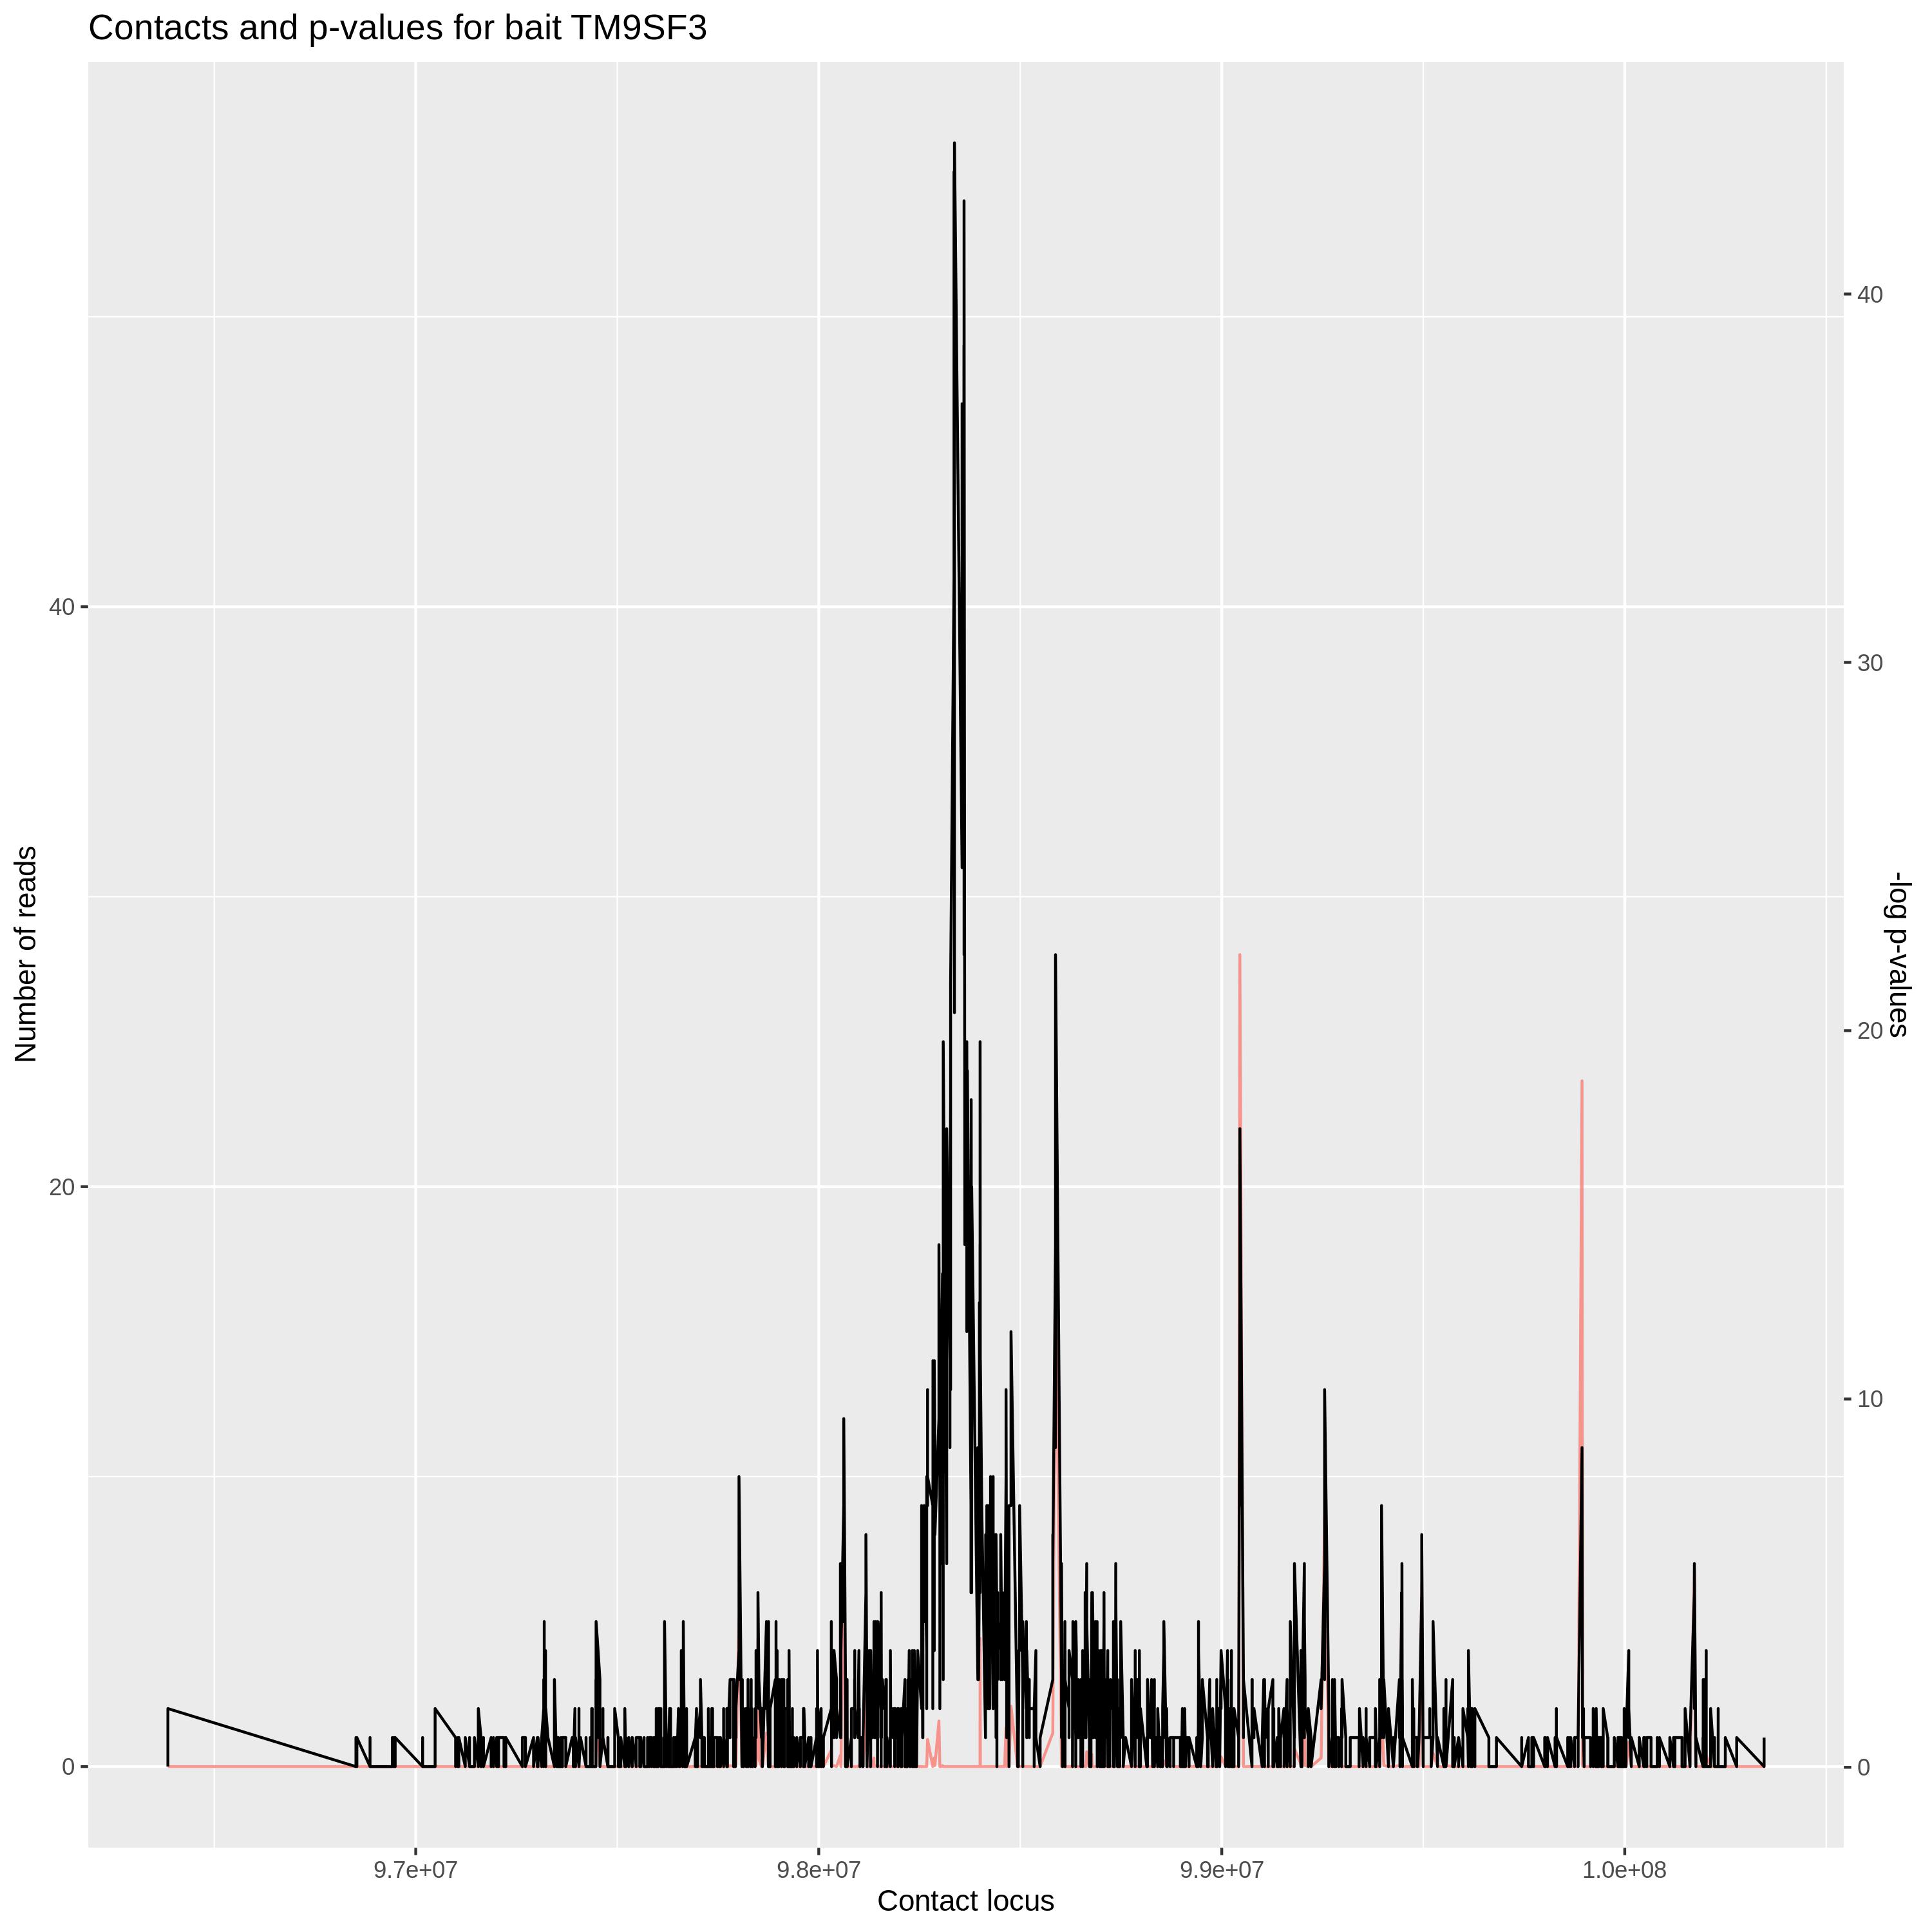 Contacts and p-values for bait TM9SF3
Number of reads
40
20
0
-log p-values
40
30
20
10
0
9.7e+07
9.8e+07
9.9e+07
1.0e+08
Contact locus